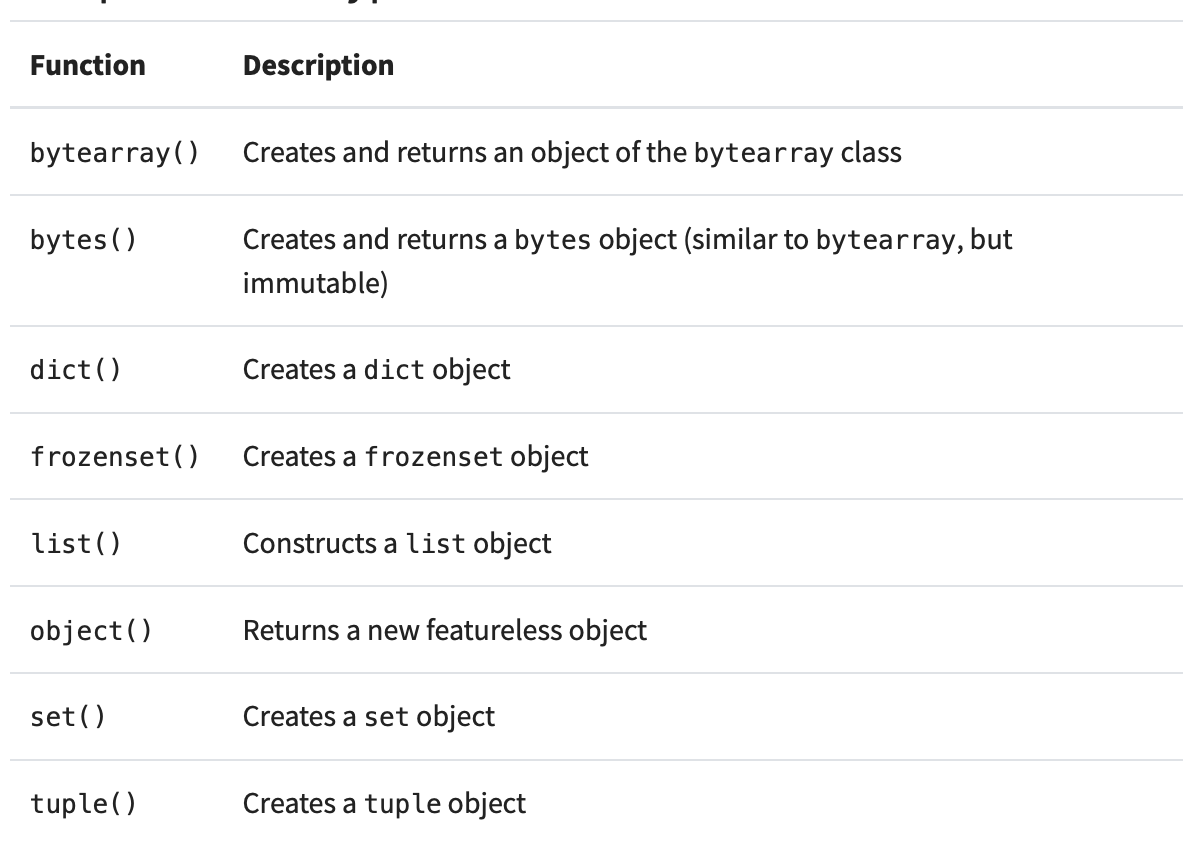 Function Description
bytearray() Creates and returns an object of the bytearray class
bytes() Creates and returns a bytes object (similar to bytearray, but
immutable)
dict() Creates a dict object
frozenset() Creates a frozenset object
list() Constructs a list object
object() Returns a new featureless object
set() Creates a set object
tuple() Creates a tuple object